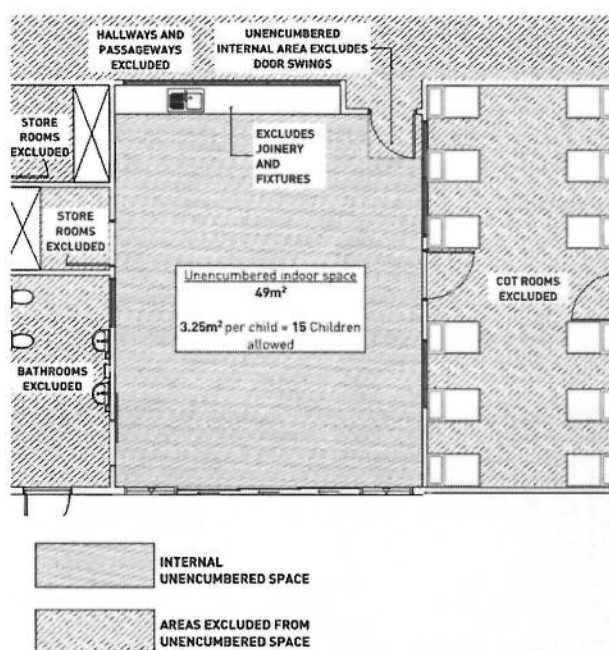 HALLWAYS AND
PASSAGEWAYS
EXCLUDED
UNENCUMBERED
INTERNAL AREA EXCLUDES
DOOR SWINGS
STORE
ROOMS
EXCLUDED
EXCLUDES
JOINERY
AND
FIXTURES
STORE
ROOMS
EXCLUDED
Unencumbered indoor space
49m²
3.25m² per child = 15 Children
allowed
COT ROOMS
EXCLUDED
BATHROOMS
EXCLUDED
INTERNAL
UNENCUMBERED SPACE
AREAS EXCLUDED FROM
UNENCUMBERED SPACE